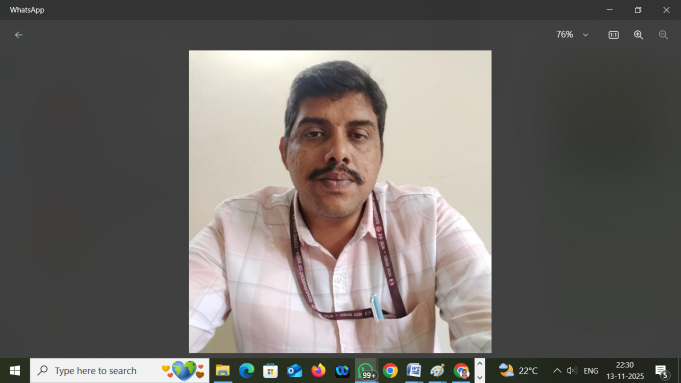 WhatsApp
76%
Type here to search
99+
22°C
ENG
22:30
13-11-2025
5